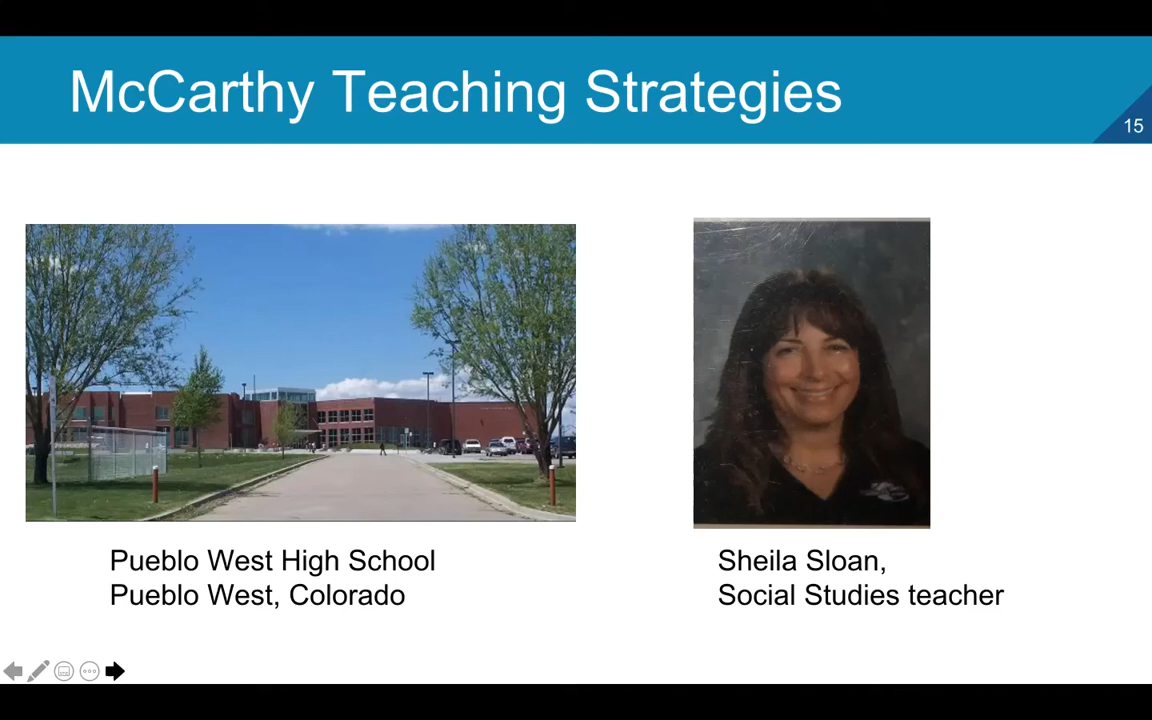 McCarthy Teaching Strategies
15
Pueblo West High School
Pueblo West, Colorado
Sheila Sloan,
Social Studies teacher